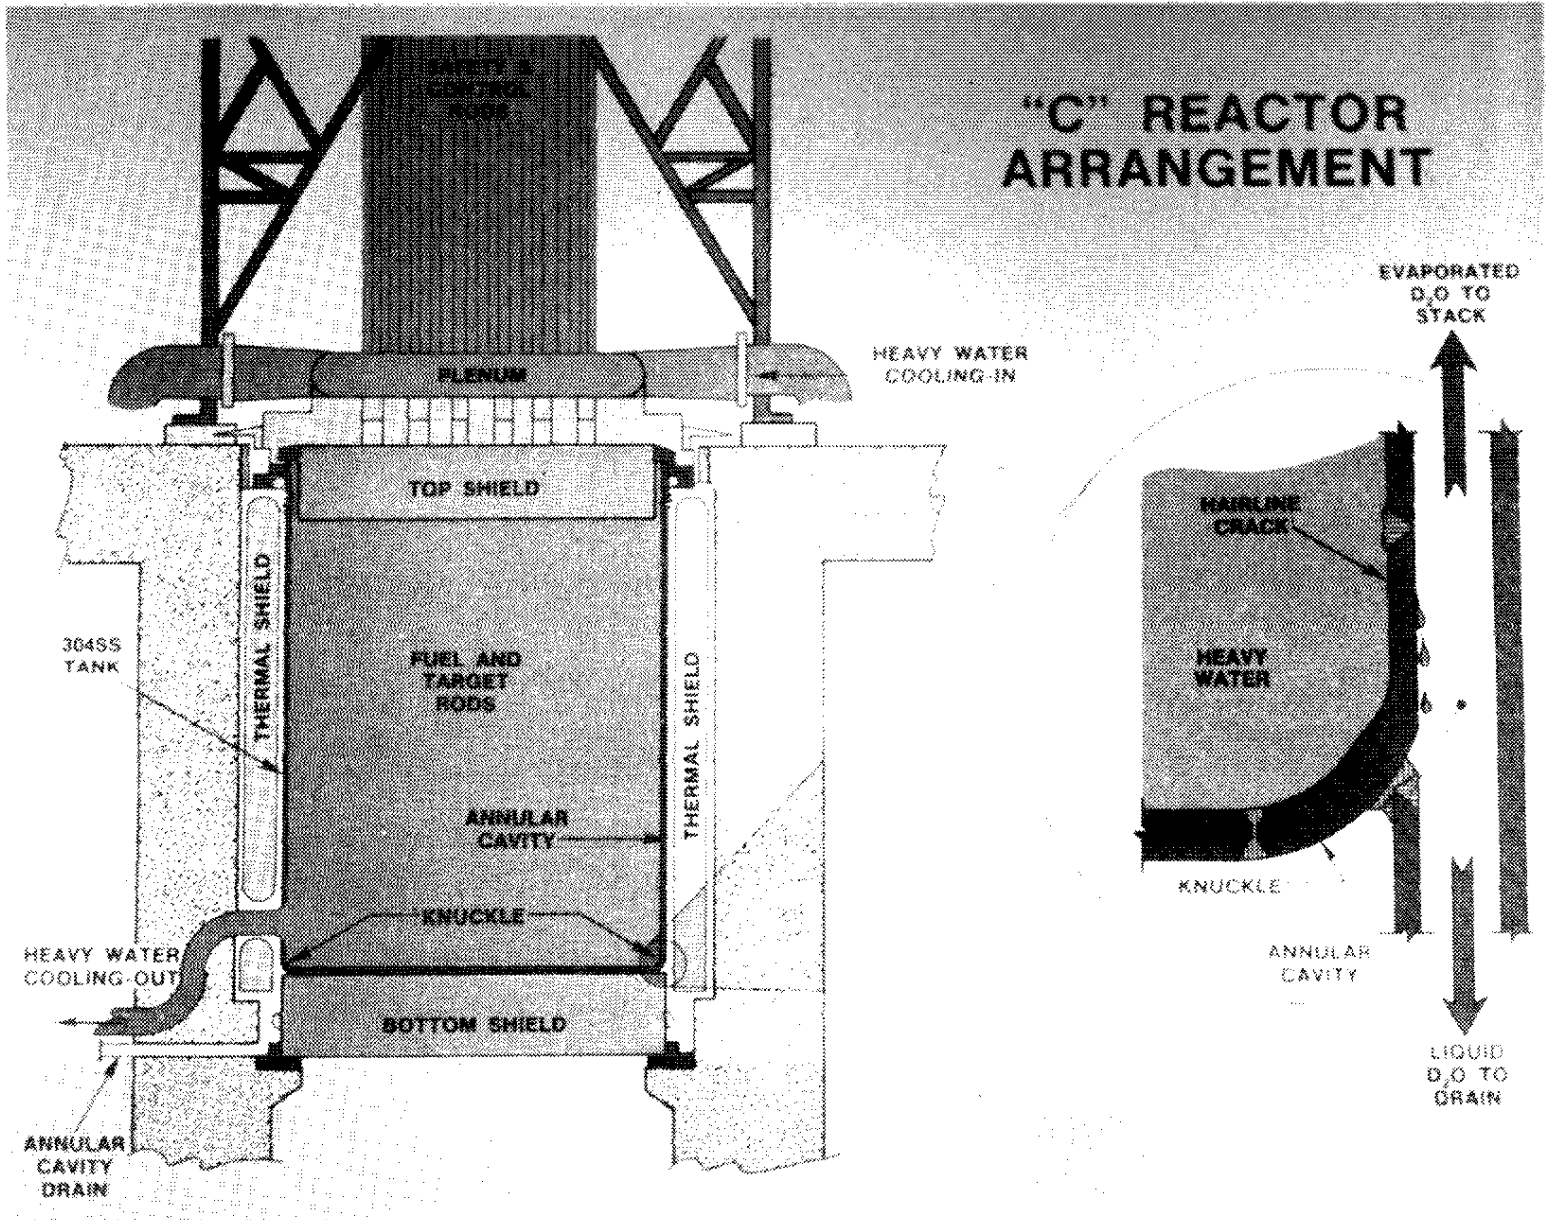 SAFETY &
CONTROL
RODS
"C" REACTOR
ARRANGEMENT
EVAPORATED
D₂O TO
STACK
HEAVY WATER
COOLING-IN
PLENUM
TOP SHIELD
HAIRLINE
CRACK
THERMAL SHIELD
304SS
TANK
FUEL AND
TARGET
RODS
THERMAL SHIELD
HEAVY
WATER
ANNULAR
CAVITY
KNUCKLE
KNUCKLE
HEAVY WATER
COOLING-OUT
ANNULAR
CAVITY
BOTTOM SHIELD
LIQUID
D₂O TO
DRAIN
ANNULAR
CAVITY
DRAIN